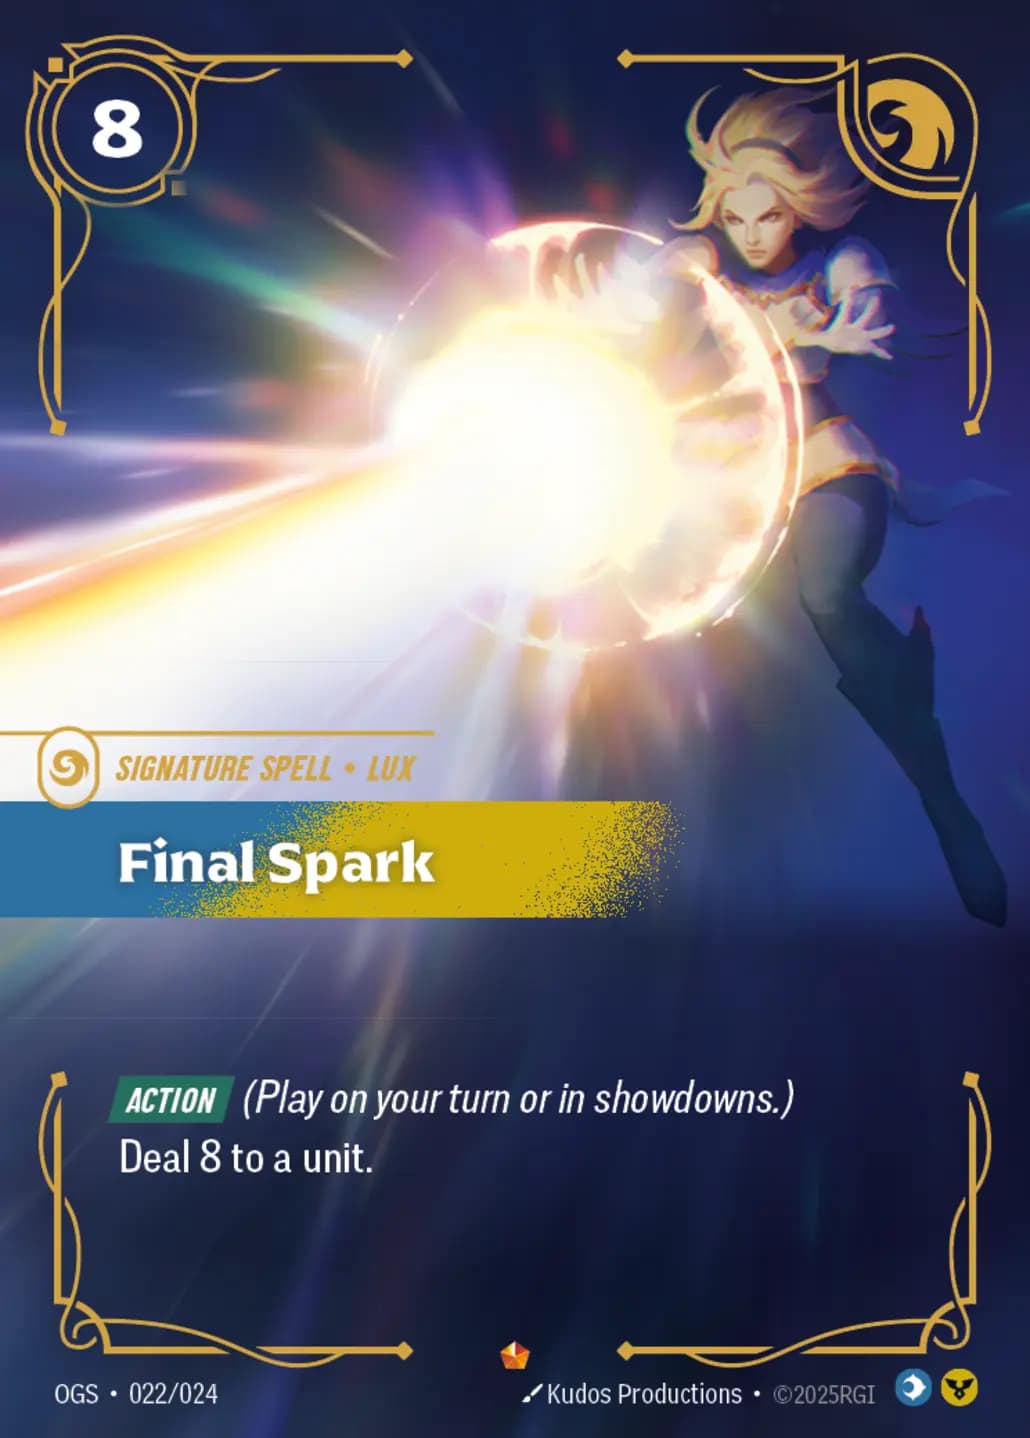 8
SIGNATURE SPELL • LUX
Final Spark
ACTION (Play on your turn or in showdowns.)
Deal 8 to a unit.
OGS • 022/024
Kudos Productions • ©2025RGI